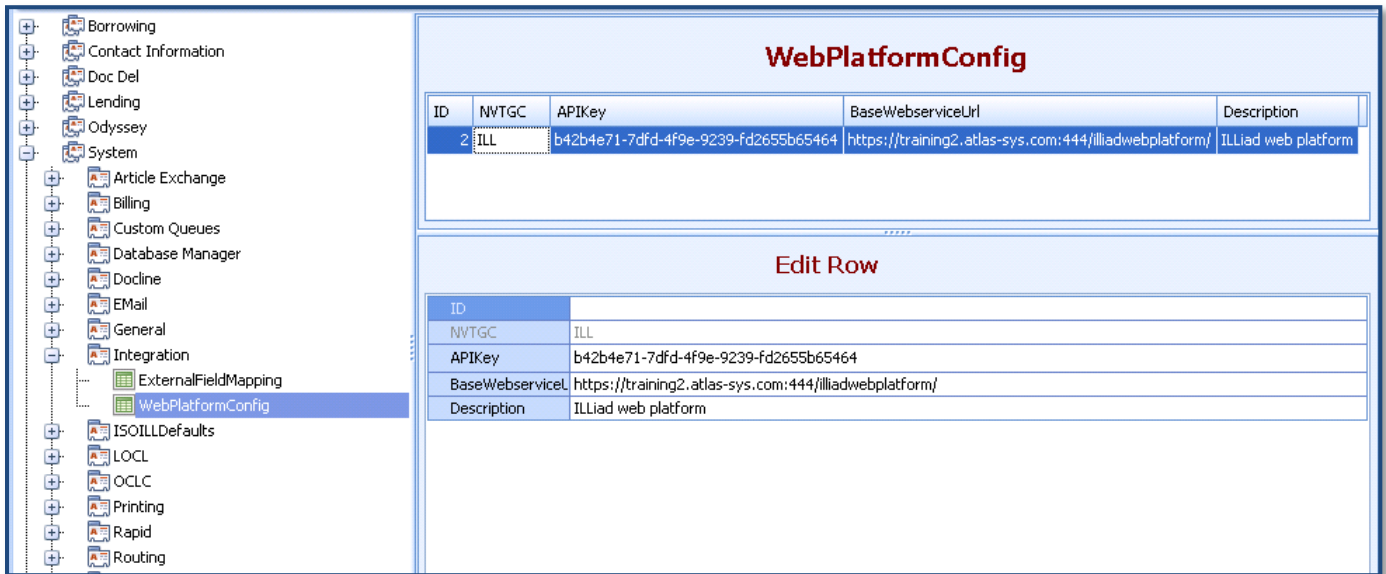 Borrowing
Contact Information
Doc Del
Lending
Odyssey
System
Article Exchange
Billing
Custom Queues
Database Manager
Docline
EMail
General
Integration
ExternalFieldMapping
WebPlatformConfig
ISOILLDefaults
LOCL
OCLC
Printing
Rapid
Routing
WebPlatformConfig
ID NVTGC APIKey BaseWebserviceUrl Description
2 ILL b42b4e71-7dfd-4f9e-9239-fd2655b65464 https://training2.atlas-sys.com:444/illiadwebplatform/ ILLiad web platform
Edit Row
ID
NVTGC ILL
APIKey b42b4e71-7dfd-4f9e-9239-fd2655b65464
BaseWebserviceU https://training2.atlas-sys.com:444/illiadwebplatform/
Description ILLiad web platform